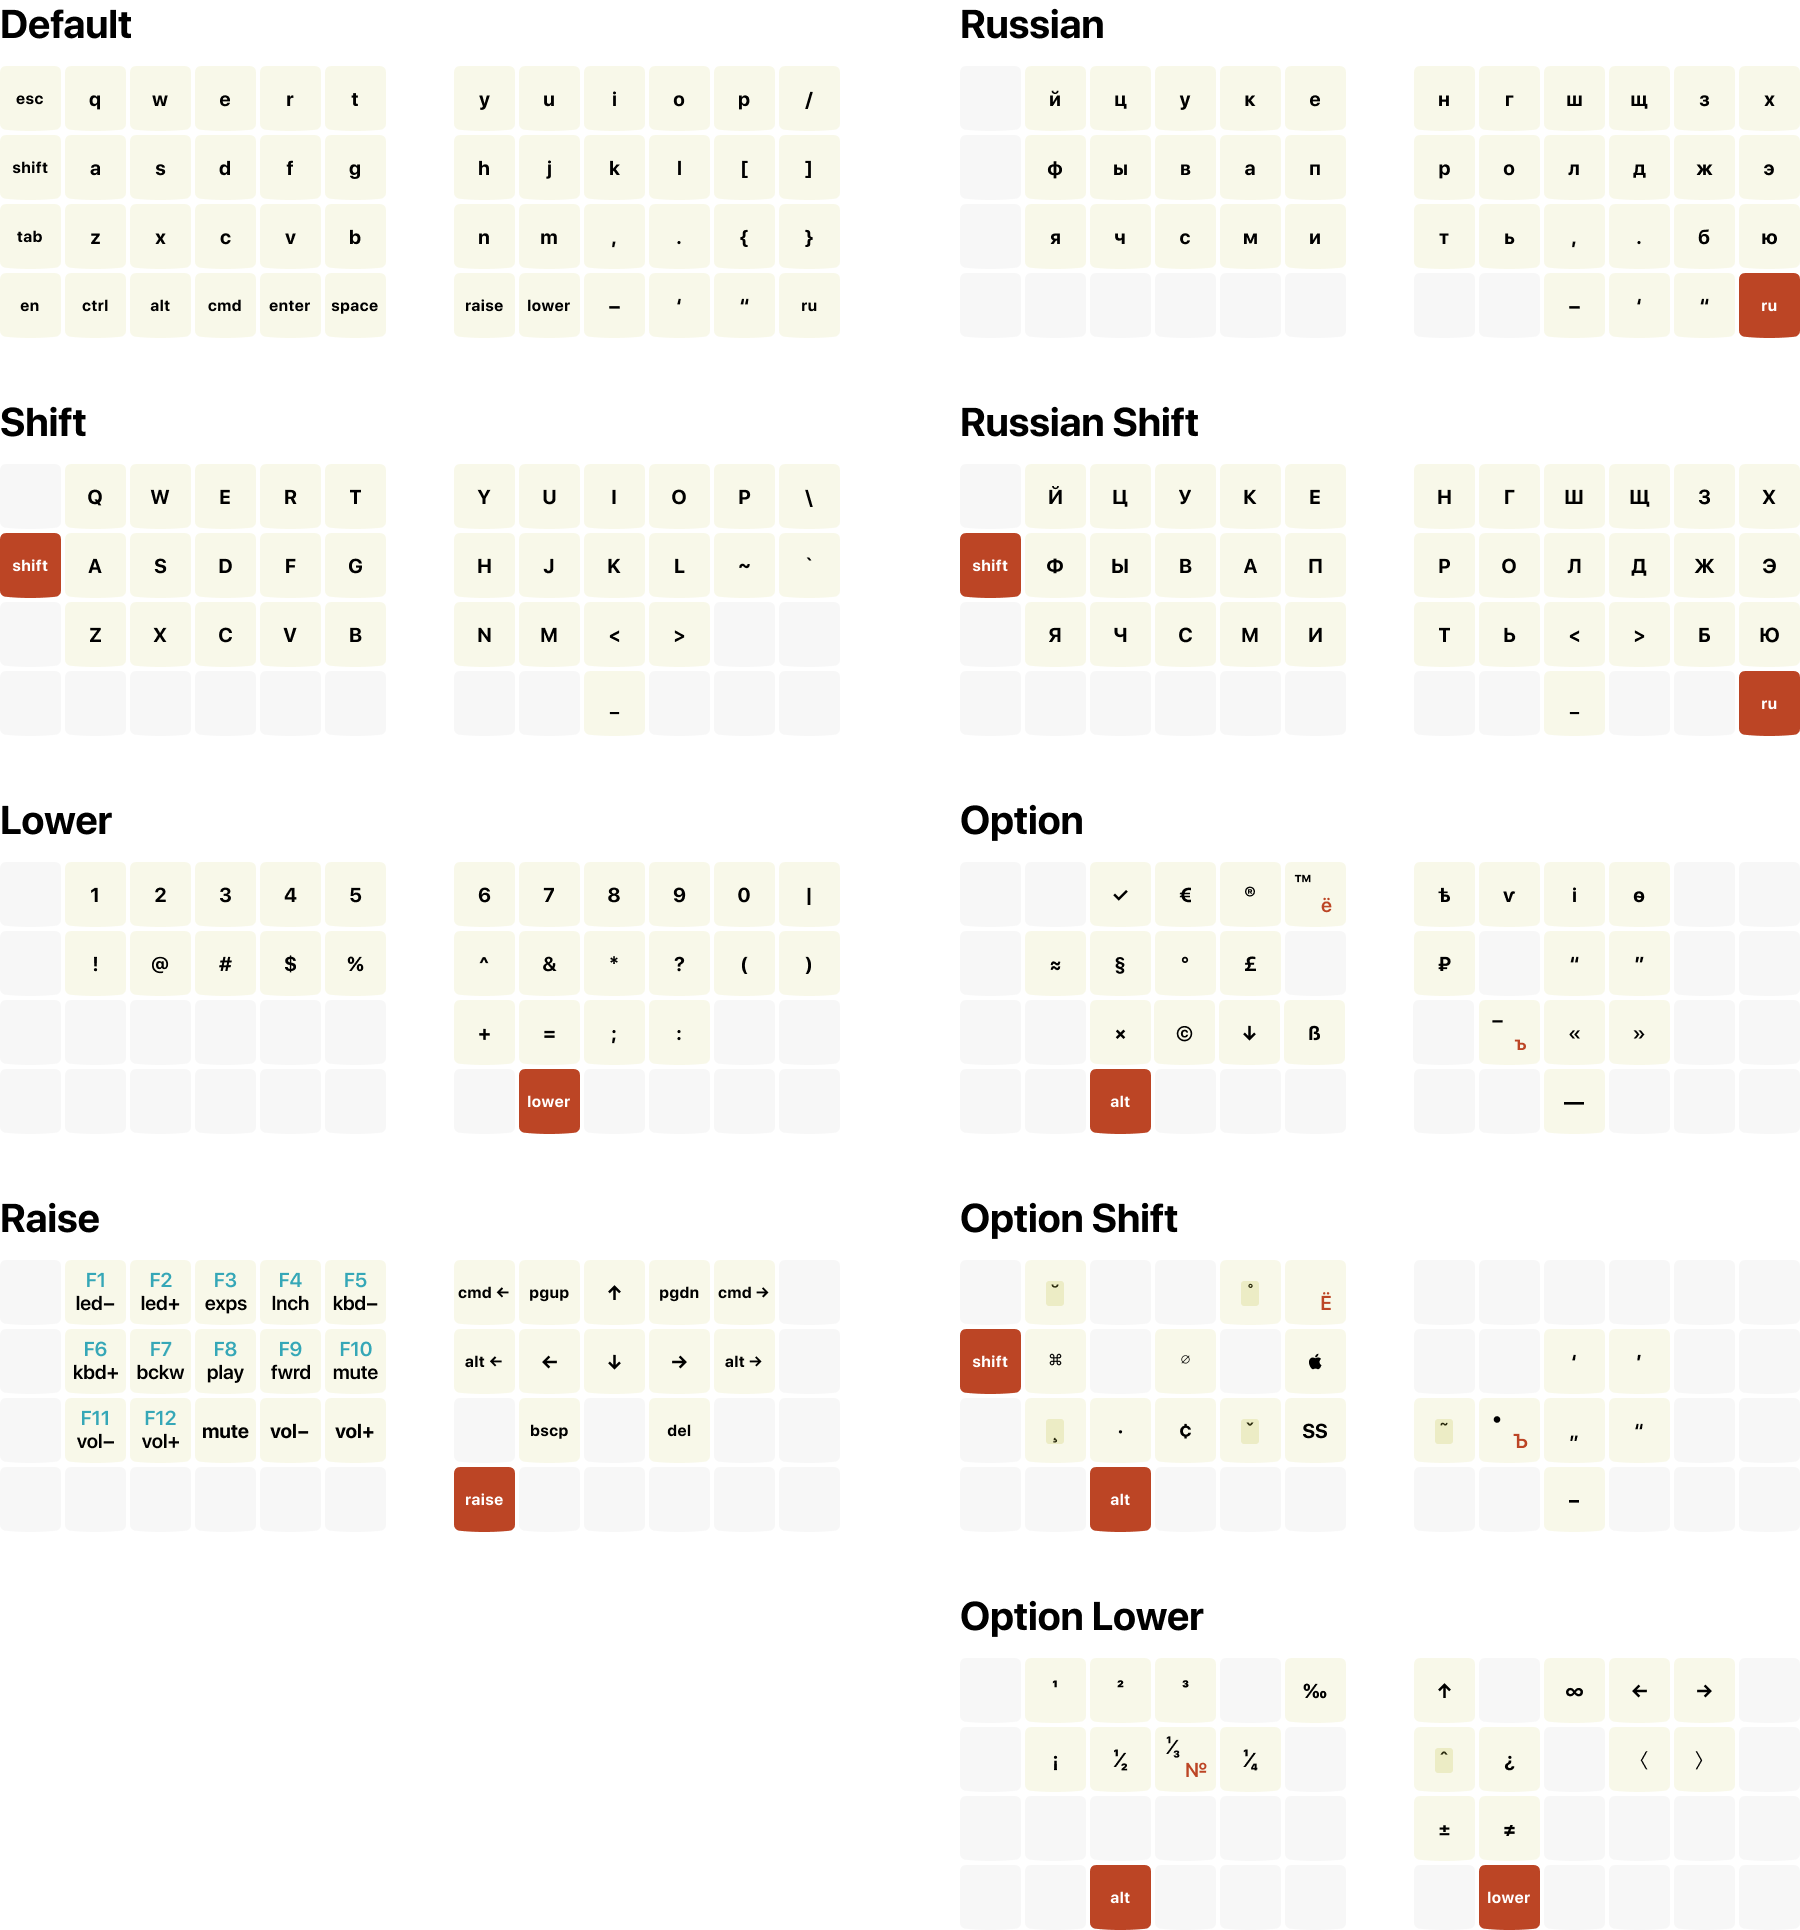 Default
esc q w e r t y u i o p /
shift a s d f g h j k l [ ]
tab z x c v b n m , . { }
en ctrl alt cmd enter space raise lower – ‘ “ ru
Russian
й ц у к е н г ш щ з х
ф ы в а п р о л д ж э
я ч с м и т ь , . б ю
– ‘ “ ru
Shift
Q W E R T Y U I O P \
shift A S D F G H J K L ~ `
Z X C V B N M < >
_
Russian Shift
Й Ц У К Е Н Г Ш Щ З Х
shift Ф Ы В А П Р О Л Д Ж Э
Я Ч С М И Т Ь < > Б Ю
_ ru
Lower
1 2 3 4 5 6 7 8 9 0 |
! @ # $ % ^ & * ? ( )
+ = ; :
lower
Option
✓ € ® ™ ё ѣ ѵ і ѳ
≈ § ° £ ₽ “ ”
× © ↓ ß – ъ « »
alt —
Raise
F1 F2 F3 F4 F5
led– led+ exps lnch kbd– cmd ← pgup ↑ pgdn cmd →
F6 F7 F8 F9 F10
kbd+ bckw play fwrd mute alt ← ← ↓ → alt →
F11 F12
vol– vol+ mute vol– vol+ bscp del
raise
Option Shift
˘ ˚ Ё
shift ⌘ ∅  ‘ ’
¸ · ¢ ˇ SS ˜ • Ъ „ “
alt –
Option Lower
¹ ² ³ ‰ ↑ ∞ ← →
¡ ½ ⅓ № ¼ ˆ ¿ 〈 〉
± ≠
alt lower